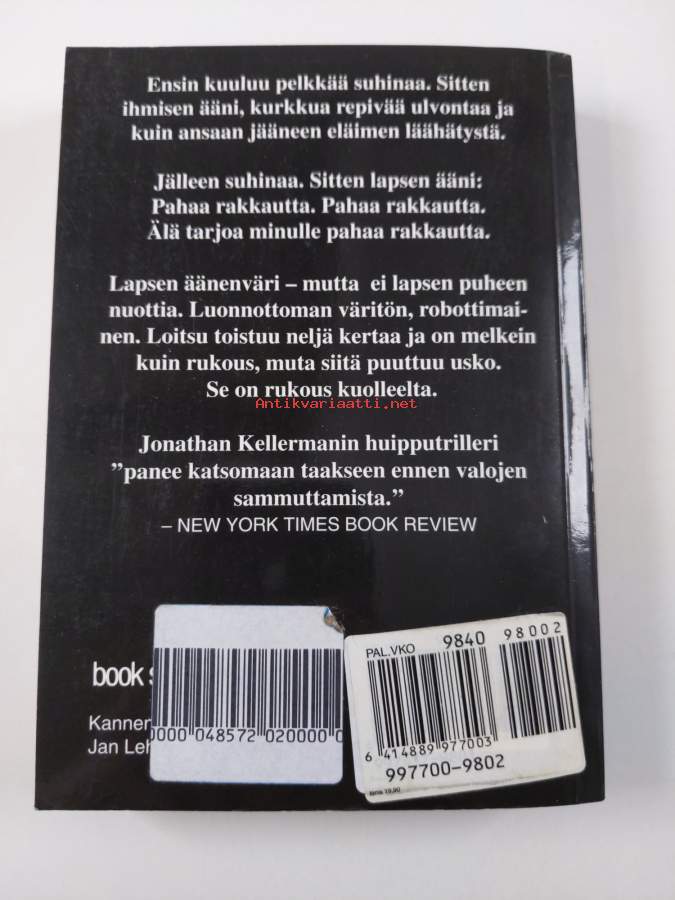 Ensin kuuluu pelkkää suhinaa. Sitten
ihmisen ääni, kurkkua repivää ulvontaa ja
kuin ansaan jääneen eläimen läähätystä.
Jälleen suhinaa. Sitten lapsen ääni:
Pahaa rakkautta. Pahaa rakkautta.
Älä tarjoa minulle pahaa rakkautta.
Lapsen äänenväri – mutta ei lapsen puheen
nuottia. Luonnottoman väritön, robottimai-
nen. Loitsu toistuu neljä kertaa ja on melkein
kuin rukous, muta siitä puuttuu usko.
Se on rukous kuolleelta.
Antikvariaatti.net
Jonathan Kellermanin huipputrilleri
”panee katsomaan taakseen ennen valojen
sammuttamista.”
– NEW YORK TIMES BOOK REVIEW
book
Kannen
Jan Leh
0000 048572 020000 0
PAL.VKO 9840 98002
6 414889 977003
997700-9802